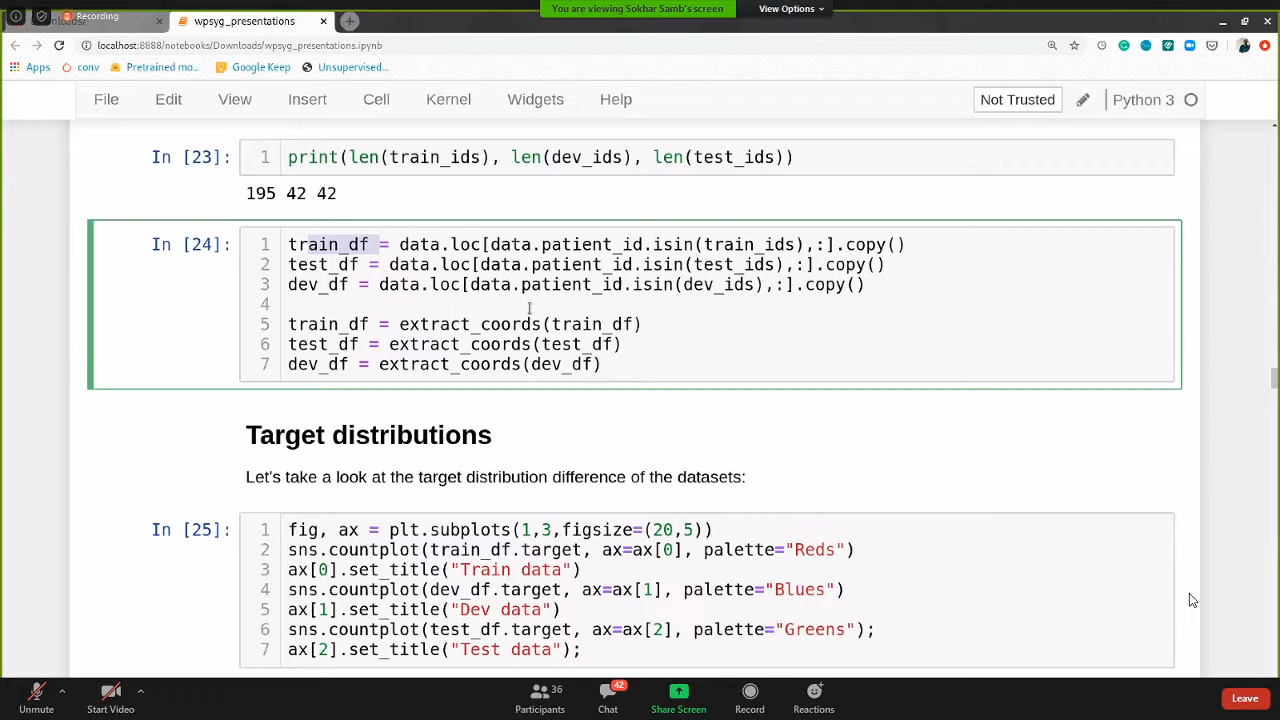 You are viewing Sokhar Samb's screen
View Options
Recording
wpsyg_presentations
localhost:8888/notebooks/Downloads/wpsyg_presentations.ipynb
Apps conv Pretrained mo... Google Keep Unsupervised...
File Edit View Insert Cell Kernel Widgets Help Not Trusted Python 3
In [23]: 1 print(len(train_ids), len(dev_ids), len(test_ids))
195 42 42
In [24]: 1 train_df = data.loc[data.patient_id.isin(train_ids),:].copy()
2 test_df = data.loc[data.patient_id.isin(test_ids),:].copy()
3 dev_df = data.loc[data.patient_id.isin(dev_ids),:].copy()
4
5 train_df = extract_coords(train_df)
6 test_df = extract_coords(test_df)
7 dev_df = extract_coords(dev_df)
Target distributions
Let's take a look at the target distribution difference of the datasets:
In [25]: 1 fig, ax = plt.subplots(1,3,figsize=(20,5))
2 sns.countplot(train_df.target, ax=ax[0], palette="Reds")
3 ax[0].set_title("Train data")
4 sns.countplot(dev_df.target, ax=ax[1], palette="Blues")
5 ax[1].set_title("Dev data")
6 sns.countplot(test_df.target, ax=ax[2], palette="Greens");
7 ax[2].set_title("Test data");
36 42
Unmute Start Video Participants Chat Share Screen Record Reactions Leave